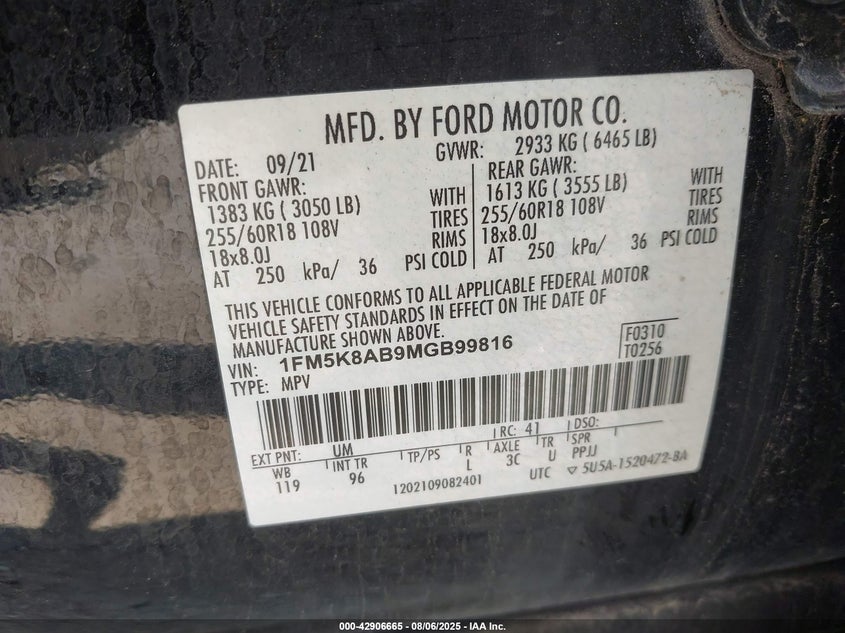 MFD. BY FORD MOTOR CO.
DATE: 09/21
GVWR: 2933 KG ( 6465 LB)
FRONT GAWR:
1383 KG ( 3050 LB) WITH
255/60R18 108V TIRES
18x8.0J RIMS
AT 250 kPa/ 36 PSI COLD
REAR GAWR:
1613 KG ( 3555 LB) WITH
255/60R18 108V TIRES
18x8.0J RIMS
AT 250 kPa/ 36 PSI COLD
THIS VEHICLE CONFORMS TO ALL APPLICABLE FEDERAL MOTOR
VEHICLE SAFETY STANDARDS IN EFFECT ON THE DATE OF
MANUFACTURE SHOWN ABOVE.
VIN: 1FM5K8AB9MGB99816
TYPE: MPV
F0310
T0256
EXT PNT: UM RC: 41 DSO:
WB INT TR TP/PS R AXLE TR SPR
119 96 L 3C U PPJJ
1202109082401 UTC ▽ 5U5A-1520472-BA
000-42906665 - 08/06/2025 - IAA Inc.